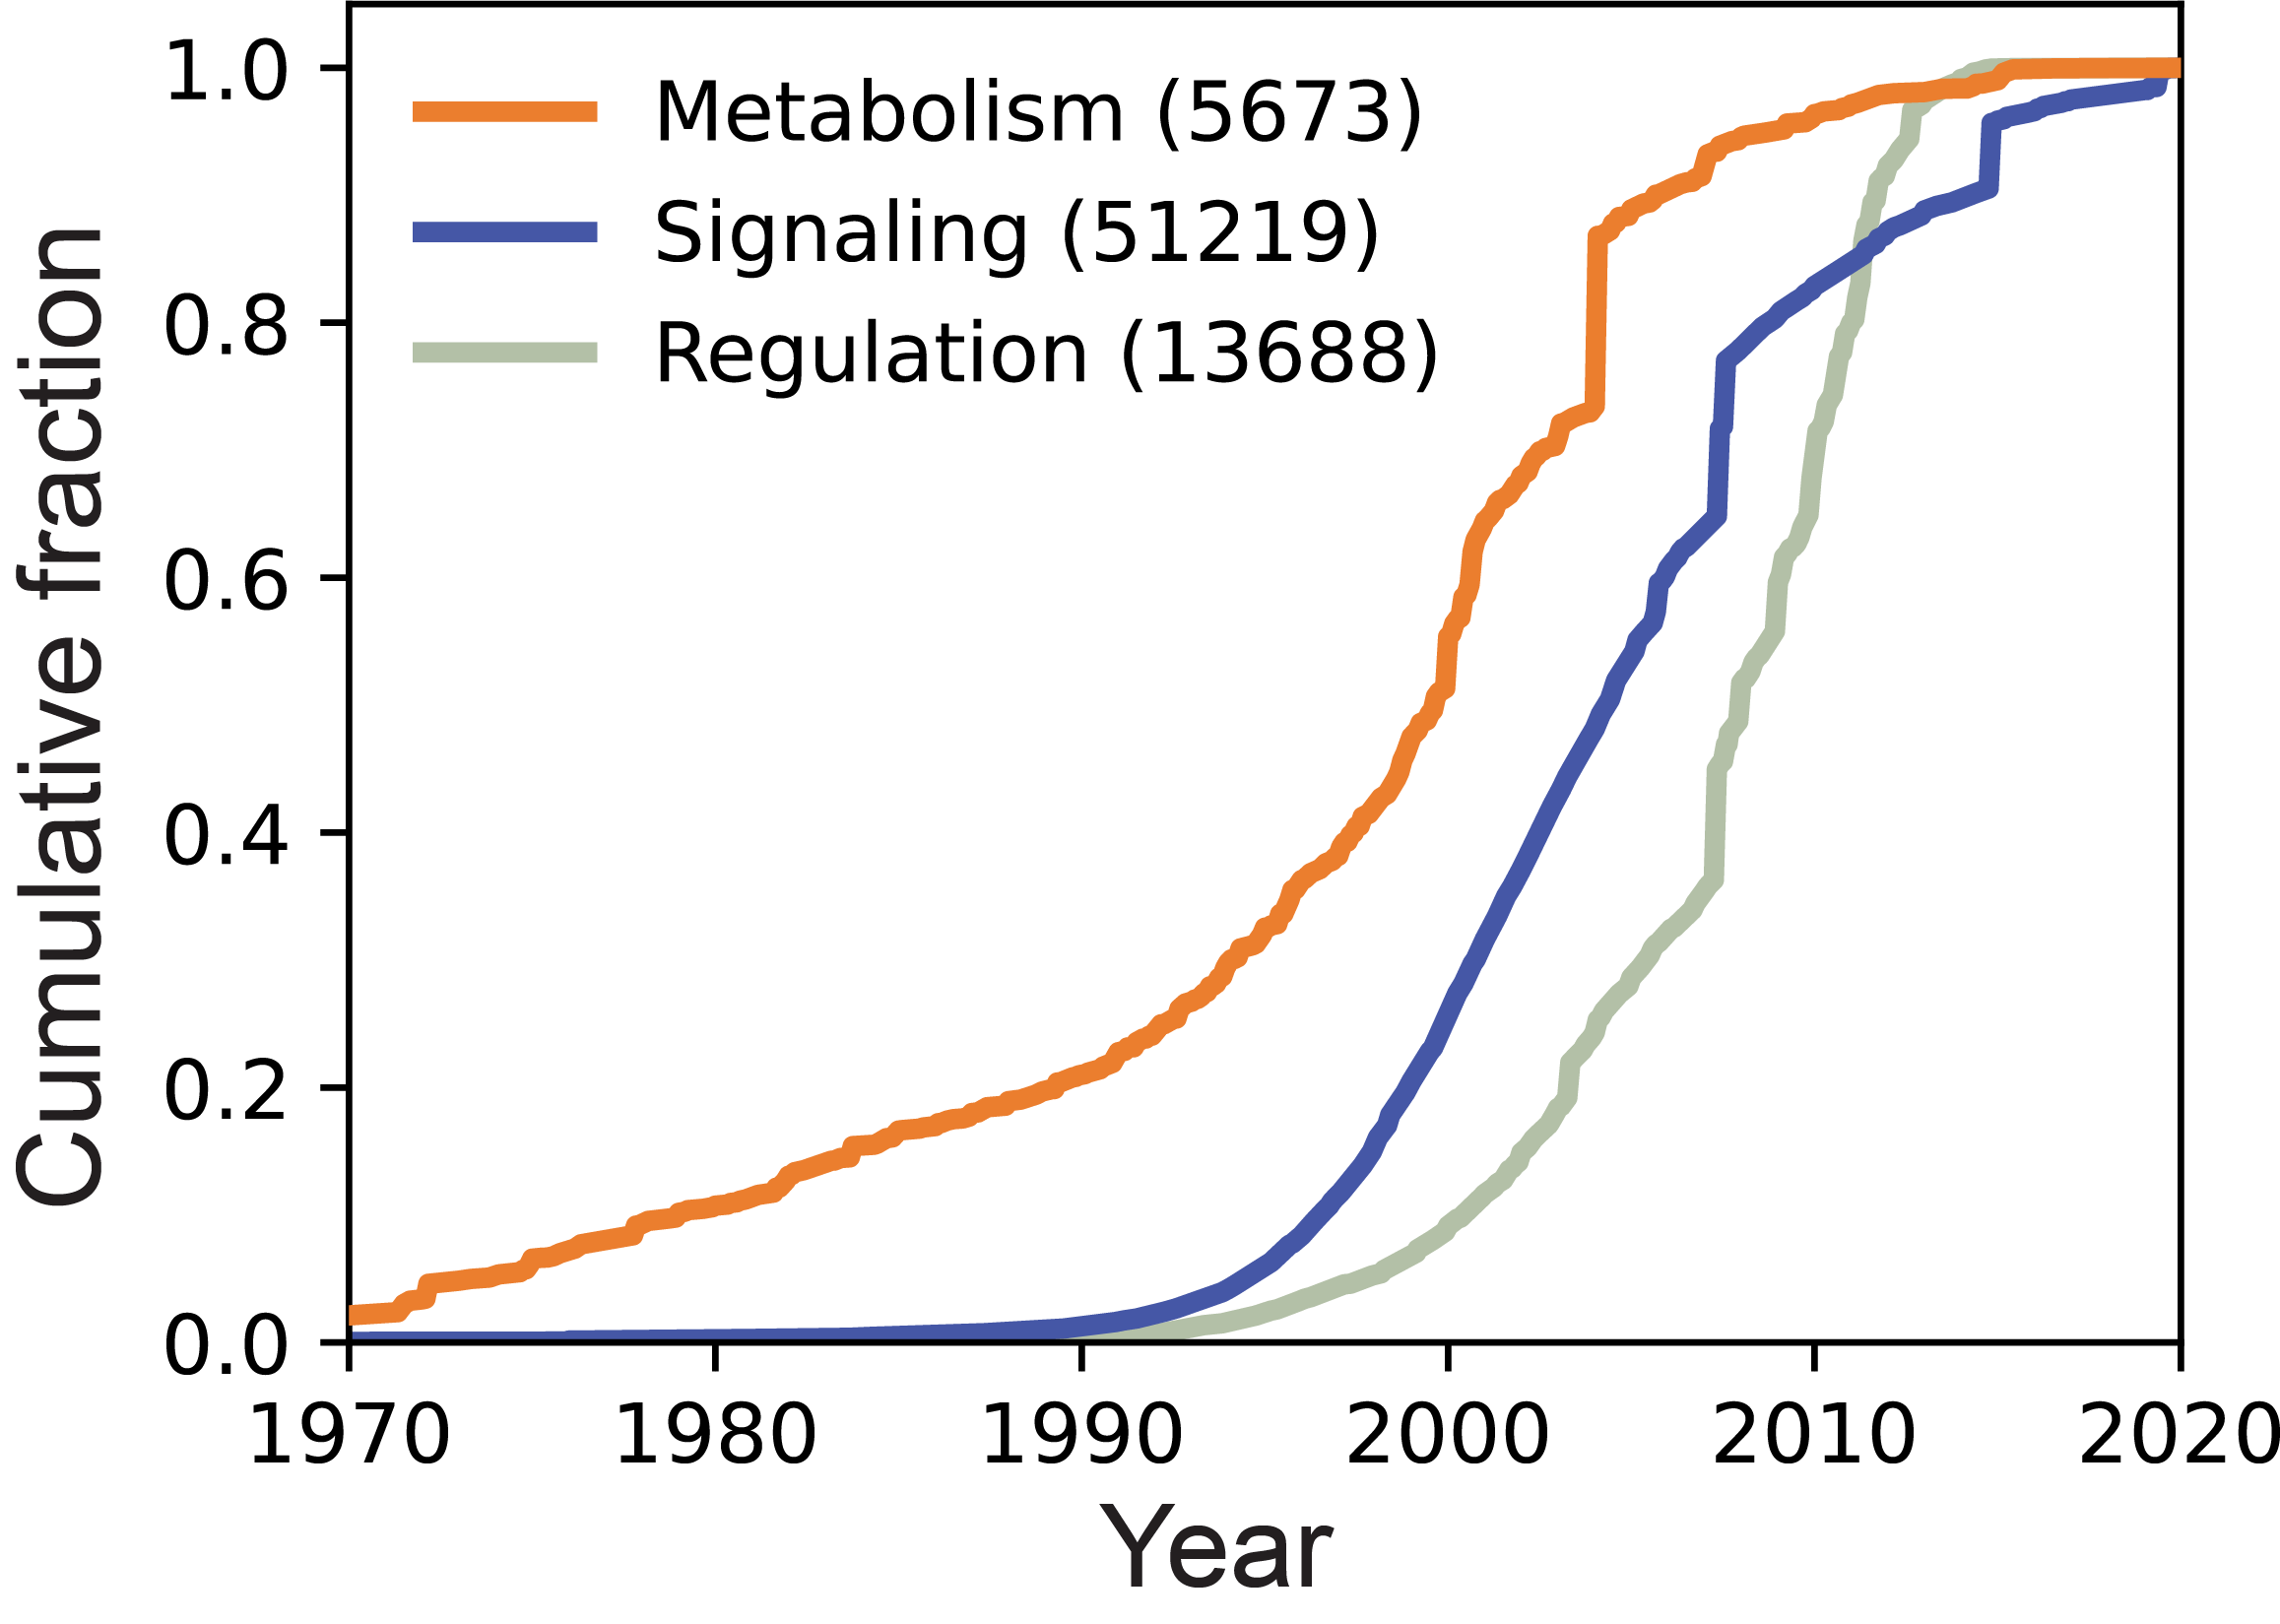 Cumulative fraction
1.0
0.8
0.6
0.4
0.2
0.0
Metabolism (5673)
Signaling (51219)
Regulation (13688)
1970 1980 1990 2000 2010 2020
Year